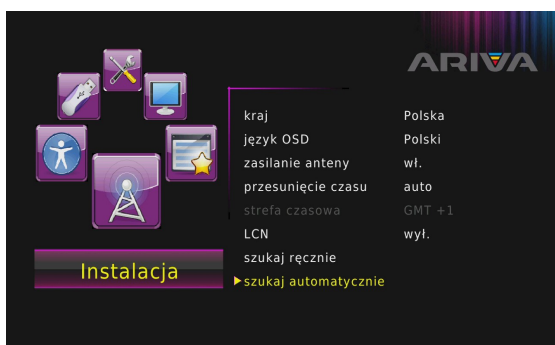 ARIVA
kraj Polska
język OSD Polski
zasilanie anteny wł.
przesunięcie czasu auto
strefa czasowa GMT +1
LCN wył.
szukaj ręcznie
Instalacja
szukaj automatycznie